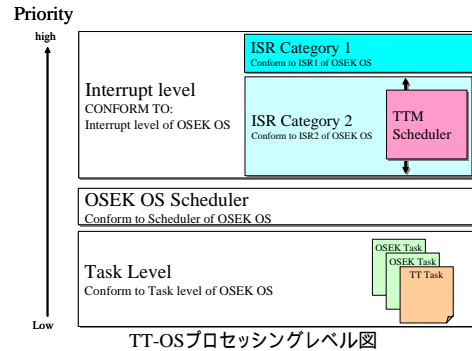 Priority
high
ISR Category 1
Conform to ISR1 of OSEK OS
Interrupt level
CONFORM TO:
Interrupt level of OSEK OS
ISR Category 2
Conform to ISR2 of OSEK OS
TTM
Scheduler
OSEK OS Scheduler
Conform to Scheduler of OSEK OS
Task Level
Conform to Task level of OSEK OS
OSEK Task
OSEK Task
TT Task
Low
TT-OSプロセッシングレベル図